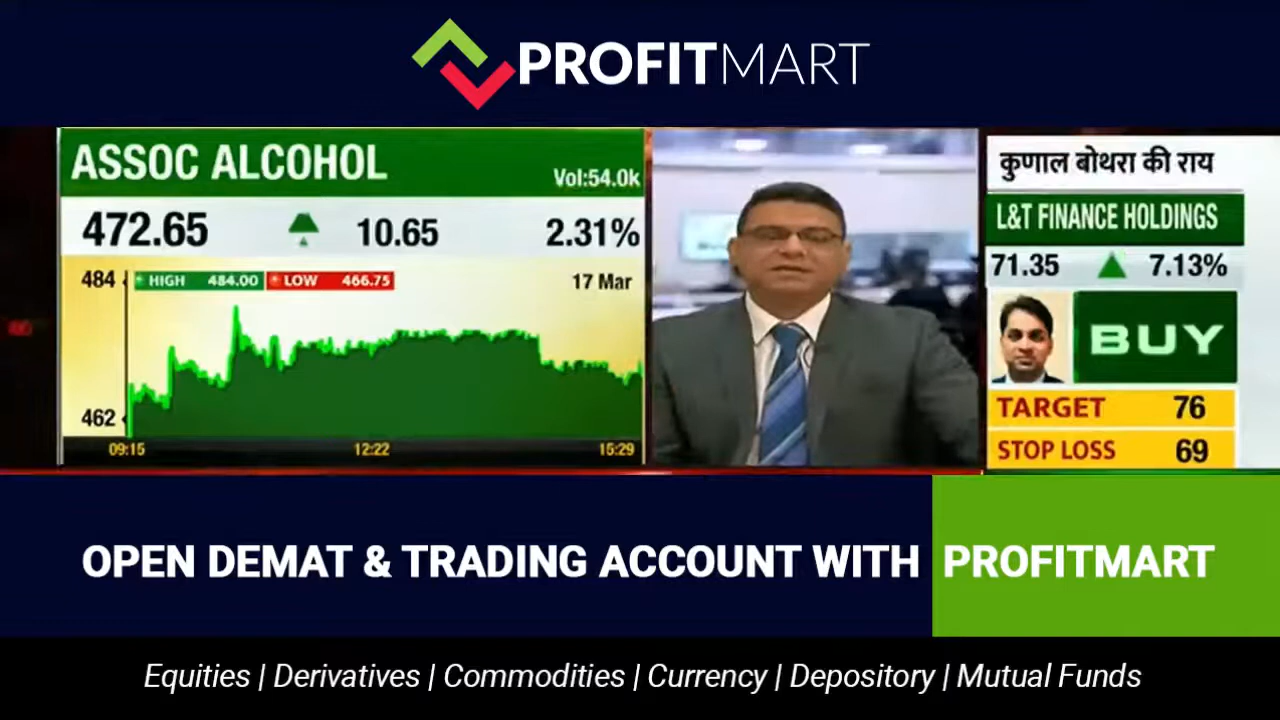 PROFITMART
ASSOC ALCOHOL
Vol:54.0k
472.65 10.65 2.31%
484 HIGH 484.00 LOW 466.75 17 Mar
462
09:15 12:22 15:29
कुणाल बोथरा की राय
L&T FINANCE HOLDINGS
71.35 7.13%
BUY
TARGET 76
STOP LOSS 69
OPEN DEMAT & TRADING ACCOUNT WITH PROFITMART
Equities | Derivatives | Commodities | Currency | Depository | Mutual Funds